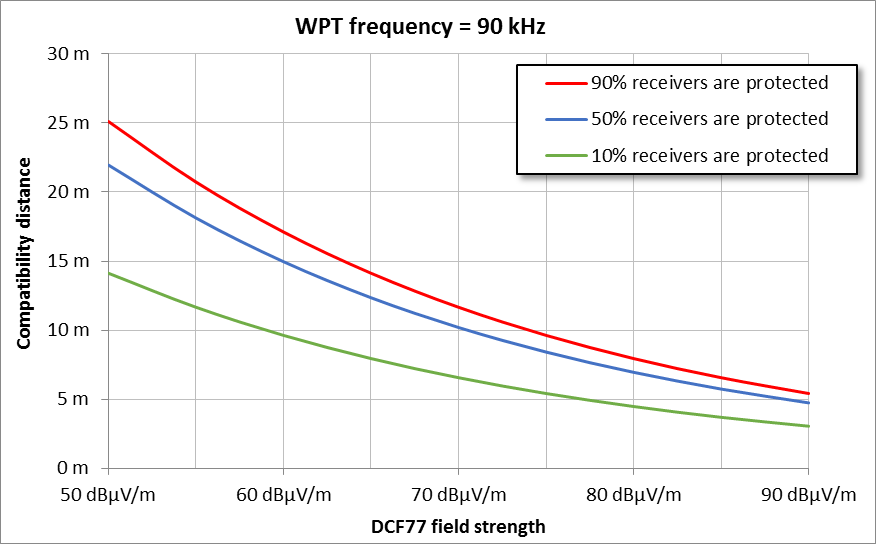 WPT frequency = 90 kHz
30 m
25 m
20 m
15 m
10 m
5 m
0 m
Compatibility distance
90% receivers are protected
50% receivers are protected
10% receivers are protected
50 dBµV/m
60 dBµV/m
70 dBµV/m
80 dBµV/m
90 dBµV/m
DCF77 field strength